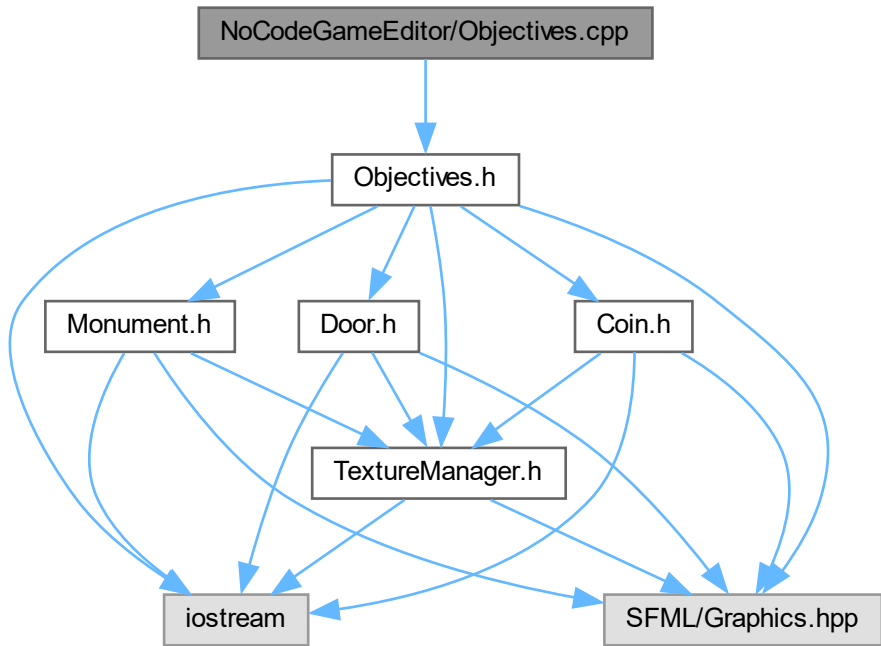 NoCodeGameEditor/Objectives.cpp
Objectives.h
Monument.h
Door.h
Coin.h
TextureManager.h
iostream
SFML/Graphics.hpp